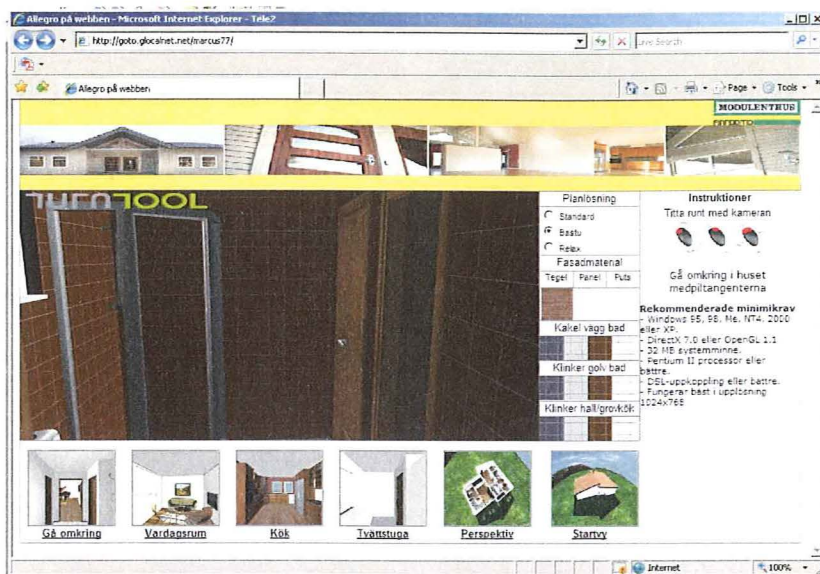 Allegro på webben - Microsoft Internet Explorer - Tele2
http://goto.glocalnet.net/marcus77/
Live Search
Allegro på webben
Page
Tools
MODULENTHUS
TOOL
Planlösning
Standard
Bastu
Relax
Fasadmaterial
Tegel Panel Puts
Kakel vägg bad
Klinker golv bad
Klinker hall/grovkök
Instruktioner
Titta runt med kameran
Gå omkring i huset
medpiltangenterna
Rekommenderade minimikrav
- Windows 95, 98, Me, NT4, 2000
eller XP.
- DirectX 7.0 eller OpenGL 1.1
- 32 MB systemminne.
- Pentium II processor eller
bättre.
- DSL-uppkoppling eller bättre.
- Fungerar bäst i upplösning
1024x768
Gå omkring
Vardagsrum
Kök
Tvättstuga
Perspektiv
Startvy
Internet
100%